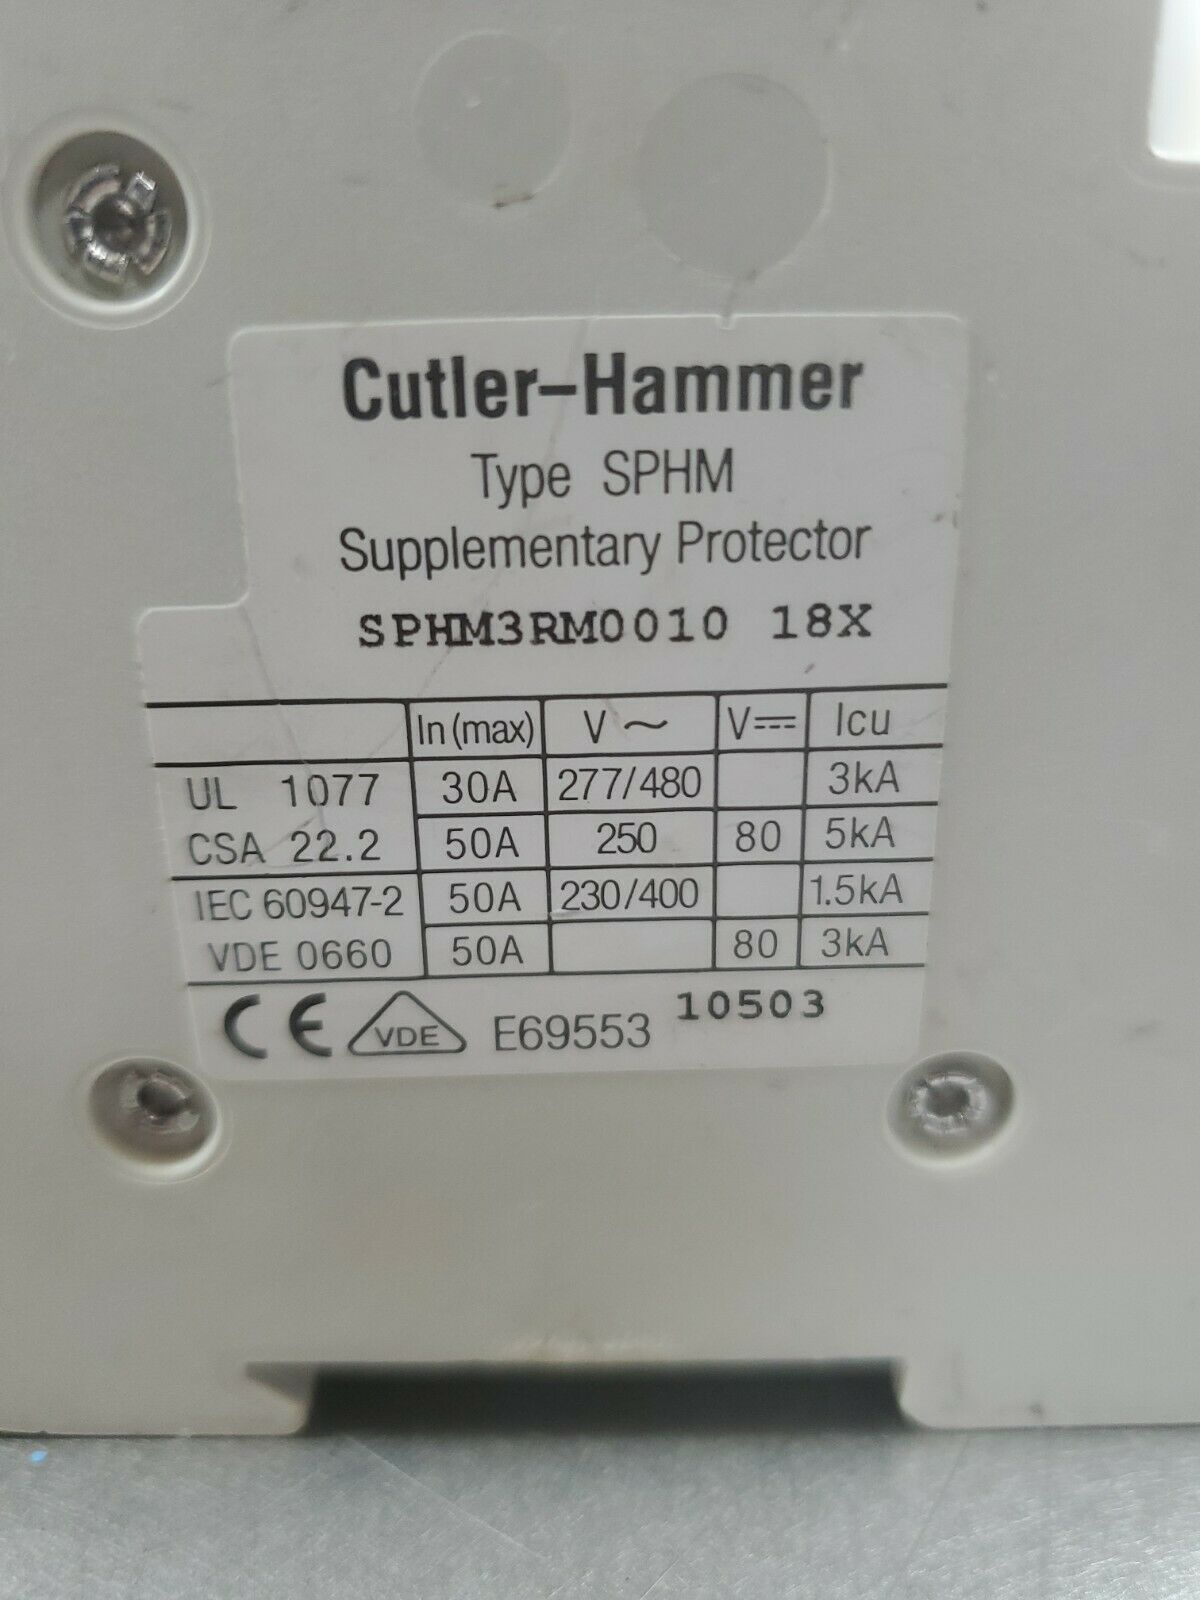 Cutler-Hammer
Type SPHM
Supplementary Protector
SPHM3RM0010 18X
In (max) V ~ V⎓ Icu
UL 1077 30A 277/480 3kA
CSA 22.2 50A 250 80 5kA
IEC 60947-2 50A 230/400 1.5kA
VDE 0660 50A 80 3kA
CE VDE E69553 10503